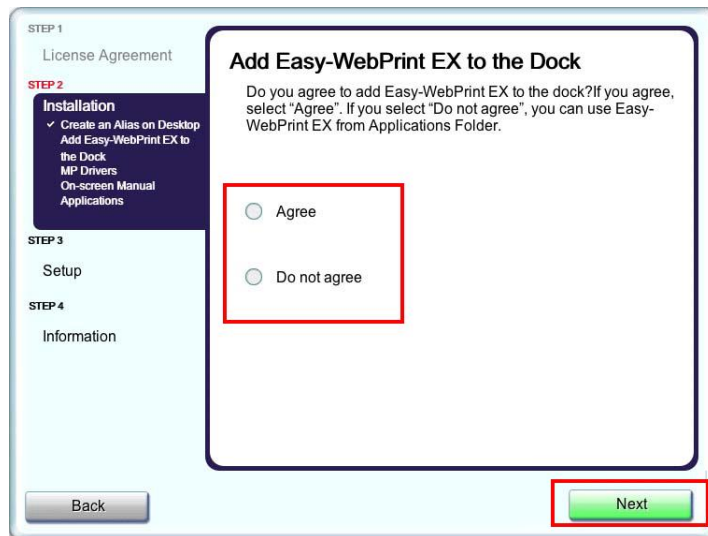 STEP 1
License Agreement
STEP 2
Installation
✓ Create an Alias on Desktop
Add Easy-WebPrint EX to
the Dock
MP Drivers
On-screen Manual
Applications
STEP 3
Setup
STEP 4
Information
Add Easy-WebPrint EX to the Dock
Do you agree to add Easy-WebPrint EX to the dock?If you agree,
select “Agree”. If you select “Do not agree”, you can use Easy-
WebPrint EX from Applications Folder.
Agree
Do not agree
Back
Next